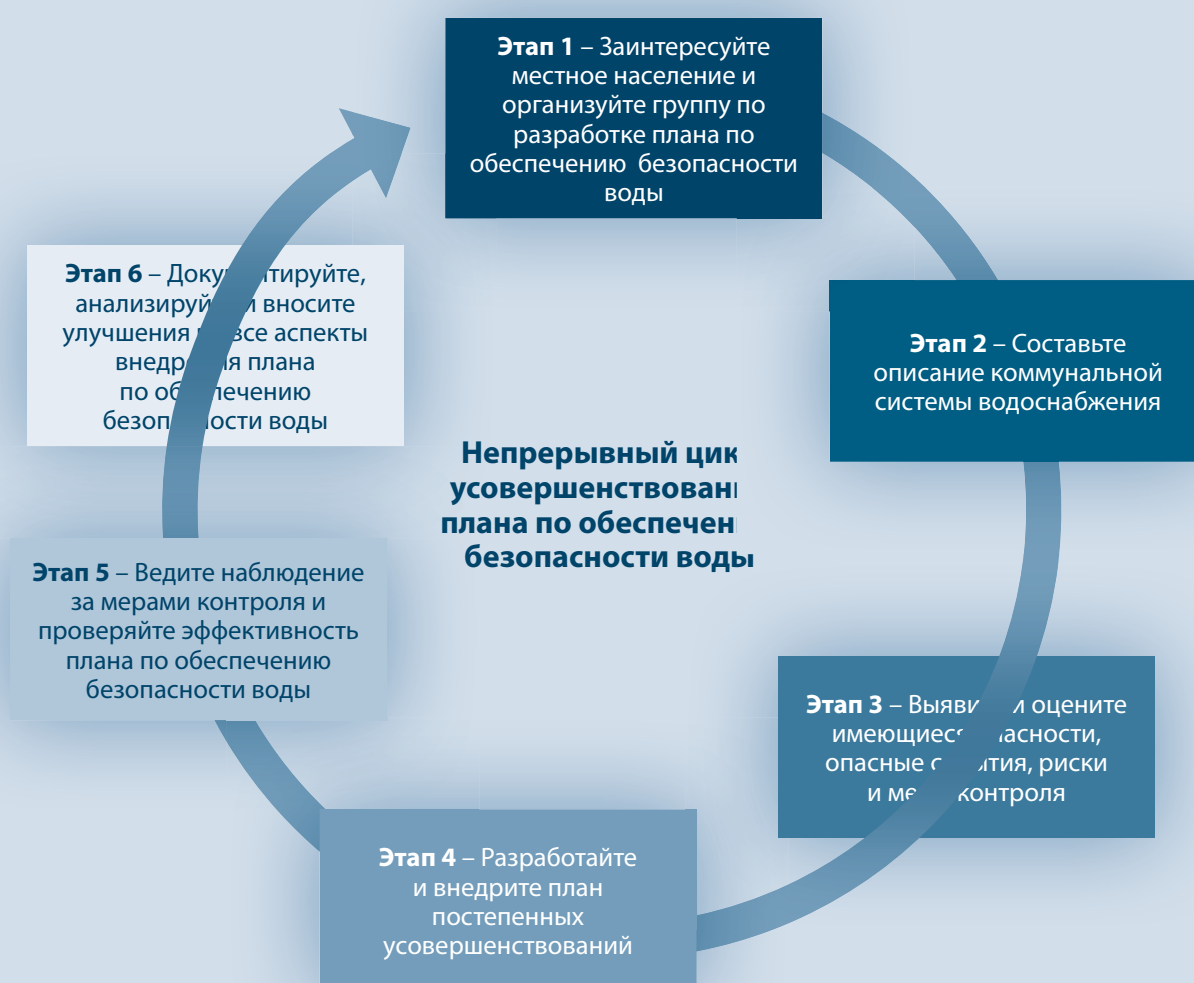 Этап 1 – Заинтересуйте
местное население и
организуйте группу по
разработке плана по
обеспечению безопасности
воды
Этап 2 – Составьте
описание коммунальной
системы водоснабжения
Этап 3 – и оцените
имеющиеся
опасные риски
и контроля
Этап 4 – Разработайте
и внедрите план
постепенных
усовершенствований
Этап 5 – Ведите наблюдение
за мерами контроля и
проверяйте эффективность
плана по обеспечению
безопасности воды
Этап 6 –
и вносите
улучшения все аспекты
плана
по
воды
Непрерывный
плана по
безопасности воды